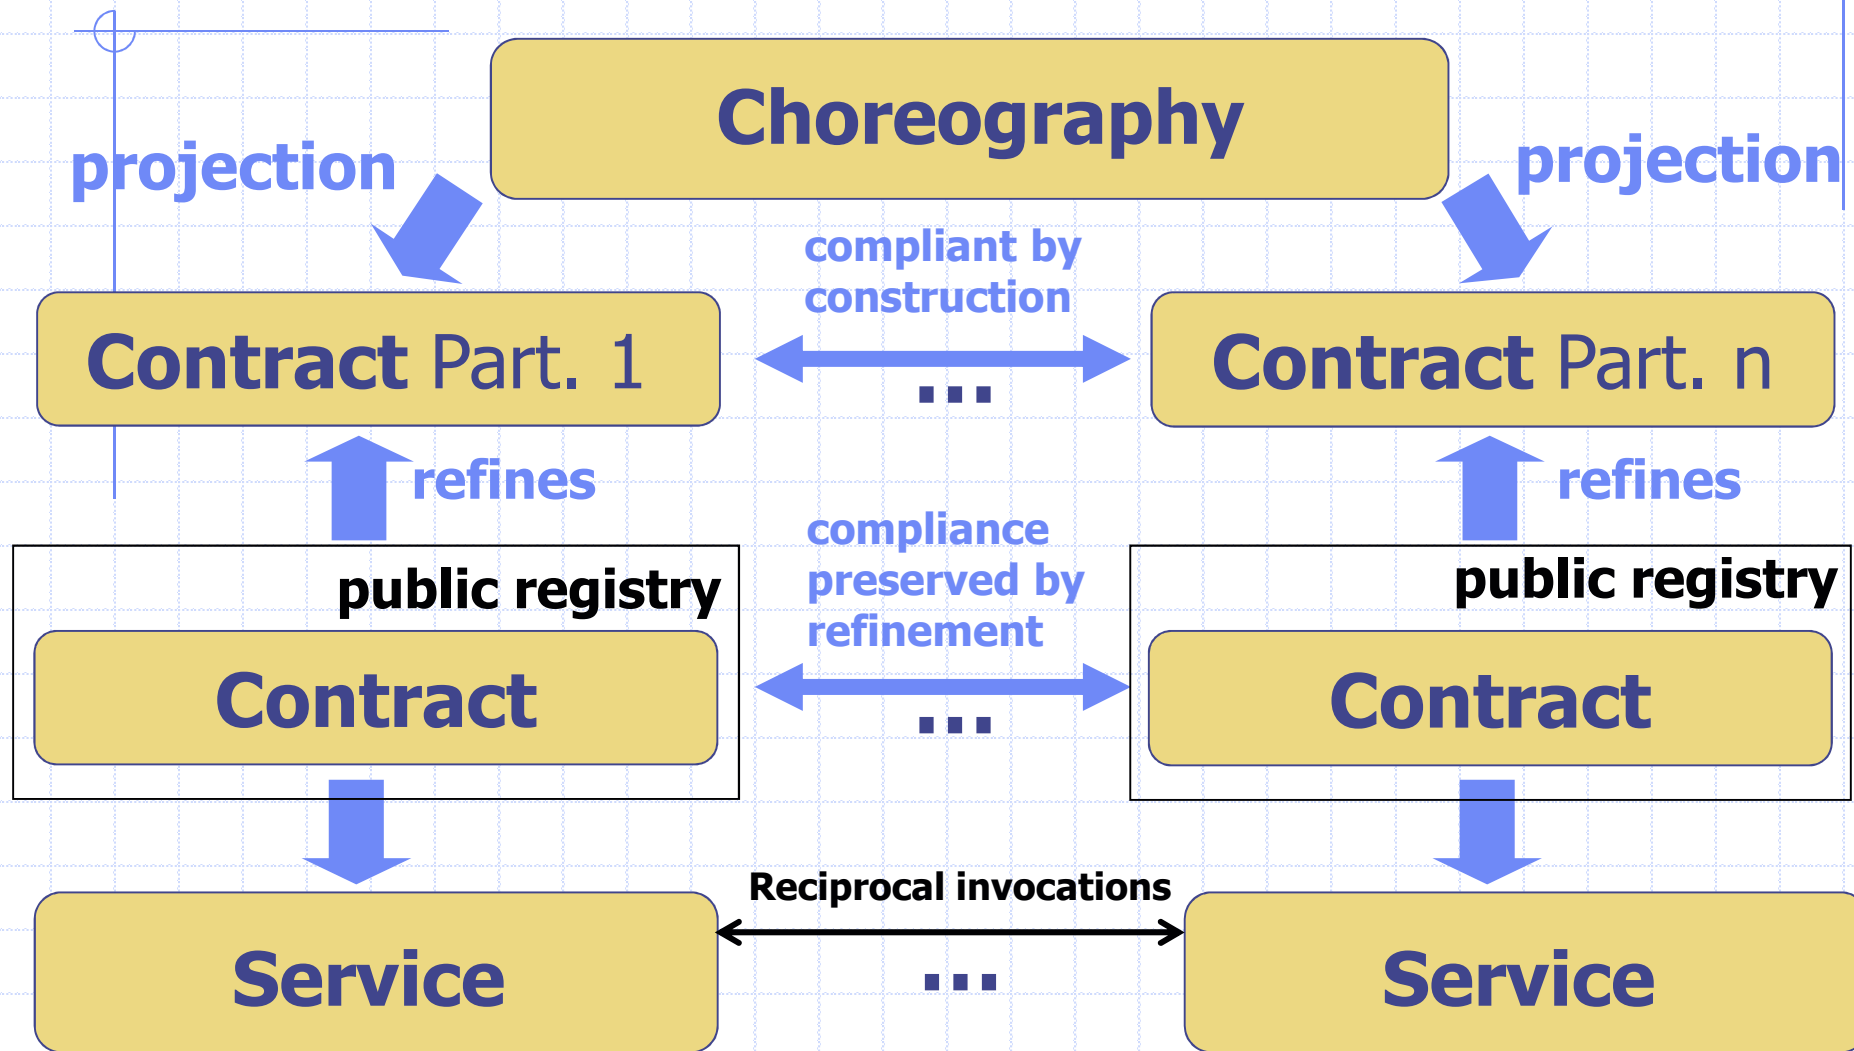 Choreography
projection
projection
compliant by
construction
Contract Part. 1
...
Contract Part. n
refines
refines
compliance
preserved by
refinement
public registry
public registry
Contract
...
Contract
Reciprocal invocations
Service
...
Service